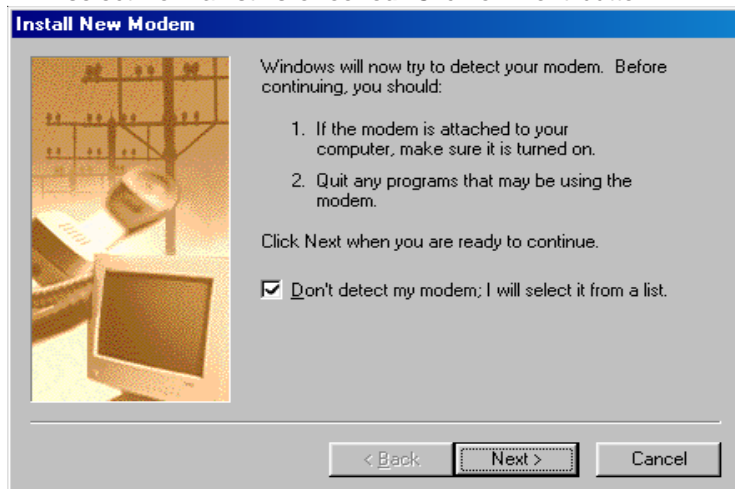 Install New Modem
Windows will now try to detect your modem. Before
continuing, you should:
1. If the modem is attached to your
computer, make sure it is turned on.
2. Quit any programs that may be using the
modem.
Click Next when you are ready to continue.
Don't detect my modem; I will select it from a list.
< Back
Next >
Cancel